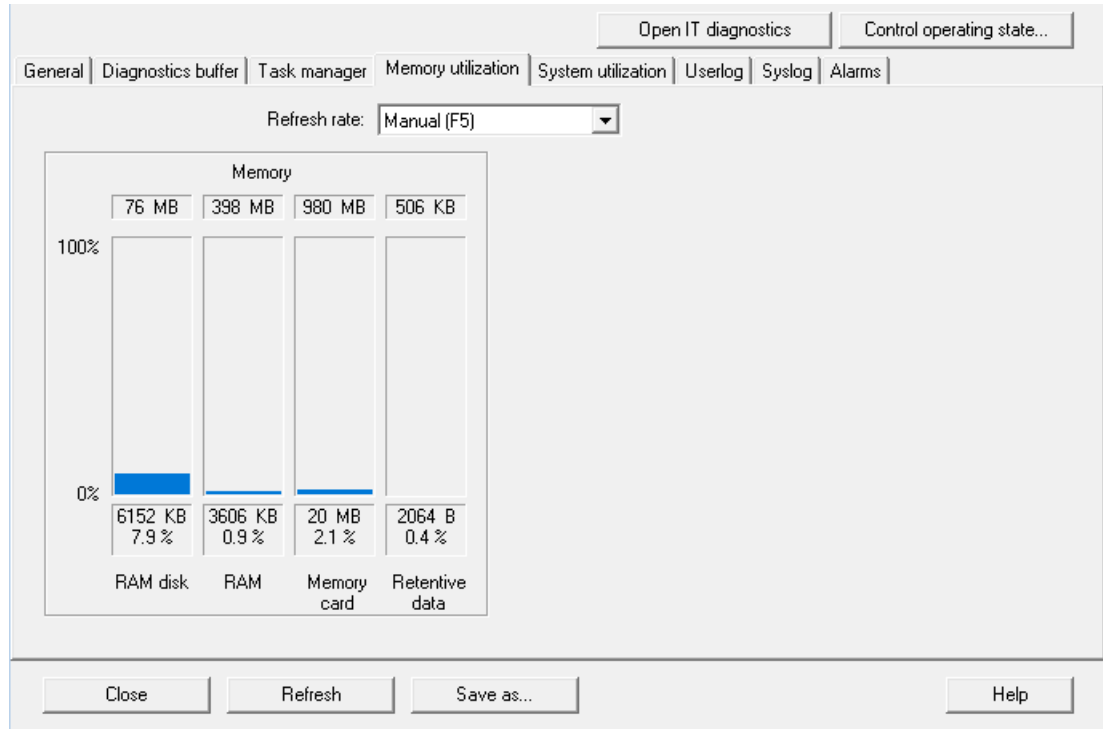 Open IT diagnostics Control operating state...
General Diagnostics buffer Task manager Memory utilization System utilization Userlog Syslog Alarms
Refresh rate: Manual (F5)
Memory
76 MB 398 MB 980 MB 506 KB
100%
0%
6152 KB 3606 KB 20 MB 2064 B
7.9 % 0.9 % 2.1 % 0.4 %
RAM disk RAM Memory Retentive
card data
Close Refresh Save as... Help